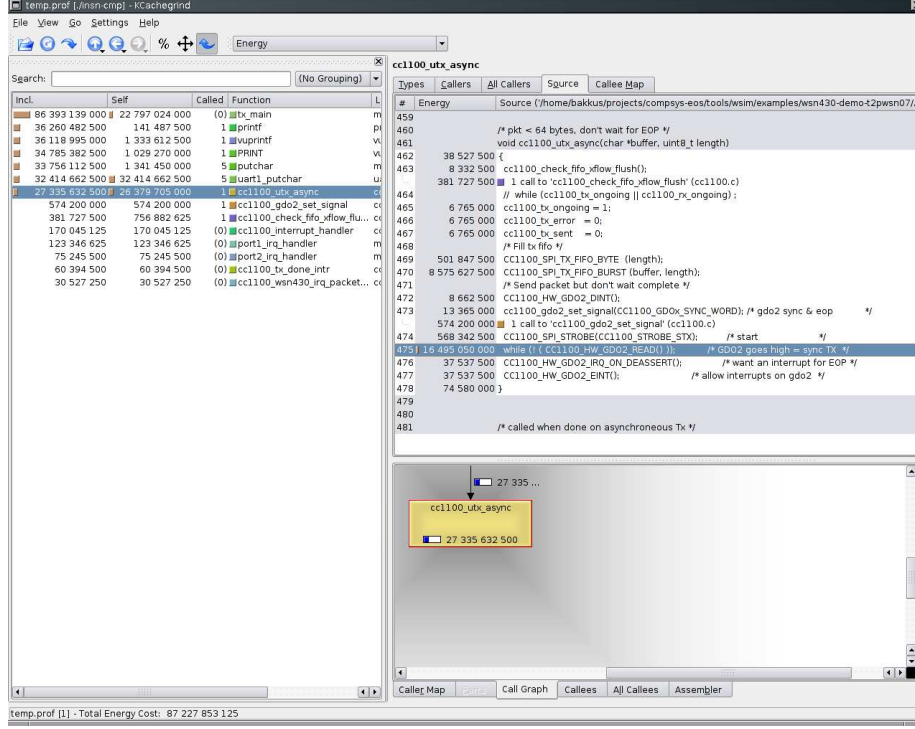 temp.prof [./insn-cmp] - KCachegrind
File View Go Settings Help
% Energy
Search: (No Grouping)
Incl. Self Called Function L
86 393 139 000 22 797 024 000 (0) tx_main m
36 260 482 500 141 487 500 1 printf pr
36 118 995 000 1 333 612 500 1 vuprintf vu
34 785 382 500 1 029 270 000 1 PRINT vu
33 756 112 500 1 341 450 000 5 putchar m
32 414 662 500 32 414 662 500 5 uart1_putchar ua
27 335 632 500 26 379 705 000 1 cc1100_utx_async cc
574 200 000 574 200 000 1 cc1100_gdo2_set_signal cc
381 727 500 756 882 625 1 cc1100_check_fifo_xflow_flu... cc
170 045 125 170 045 125 (0) cc1100_interrupt_handler cc
123 346 625 123 346 625 (0) port1_irq_handler m
75 245 500 75 245 500 (0) port2_irq_handler m
60 394 500 60 394 500 (0) cc1100_tx_done_intr cc
30 527 250 30 527 250 (0) cc1100_wsn430_irq_packet... cc
cc1100_utx_async
Types Callers All Callers Source Callee Map
# Energy Source ('/home/bakkus/projects/compsys-eos/tools/wsim/examples/wsn430-demo-t2pwsn07/.
459
460 /* pkt < 64 bytes, don't wait for EOP */
461 void cc1100_utx_async(char *buffer, uint8_t length)
462 38 527 500 {
463 8 332 500 cc1100_check_fifo_xflow_flush();
381 727 500 1 call to 'cc1100_check_fifo_xflow_flush' (cc1100.c)
464 // while (cc1100_tx_ongoing || cc1100_rx_ongoing) ;
465 6 765 000 cc1100_tx_ongoing = 1;
466 6 765 000 cc1100_tx_error = 0;
467 6 765 000 cc1100_tx_sent = 0;
468 /* Fill tx fifo */
469 501 847 500 CC1100_SPI_TX_FIFO_BYTE (length);
470 8 575 627 500 CC1100_SPI_TX_FIFO_BURST (buffer, length);
471 /* Send packet but don't wait complete */
472 8 662 500 CC1100_HW_GDO2_DINT();
473 13 365 000 cc1100_gdo2_set_signal(CC1100_GDOx_SYNC_WORD); /* gdo2 sync & eop */
574 200 000 1 call to 'cc1100_gdo2_set_signal' (cc1100.c)
474 568 342 500 CC1100_SPI_STROBE(CC1100_STROBE_STX); /* start */
475 16 495 050 000 while (! ( CC1100_HW_GDO2_READ() )); /* GDO2 goes high = sync TX */
476 37 537 500 CC1100_HW_GDO2_IRQ_ON_DEASSERT(); /* want an interrupt for EOP */
477 37 537 500 CC1100_HW_GDO2_EINT(); /* allow interrupts on gdo2 */
478 74 580 000 }
479
480
481 /* called when done on asynchroneous Tx */
27 335 ...
cc1100_utx_async
27 335 632 500
Caller Map Parts Call Graph Callees All Callees Assembler
temp.prof [1] - Total Energy Cost: 87 227 853 125